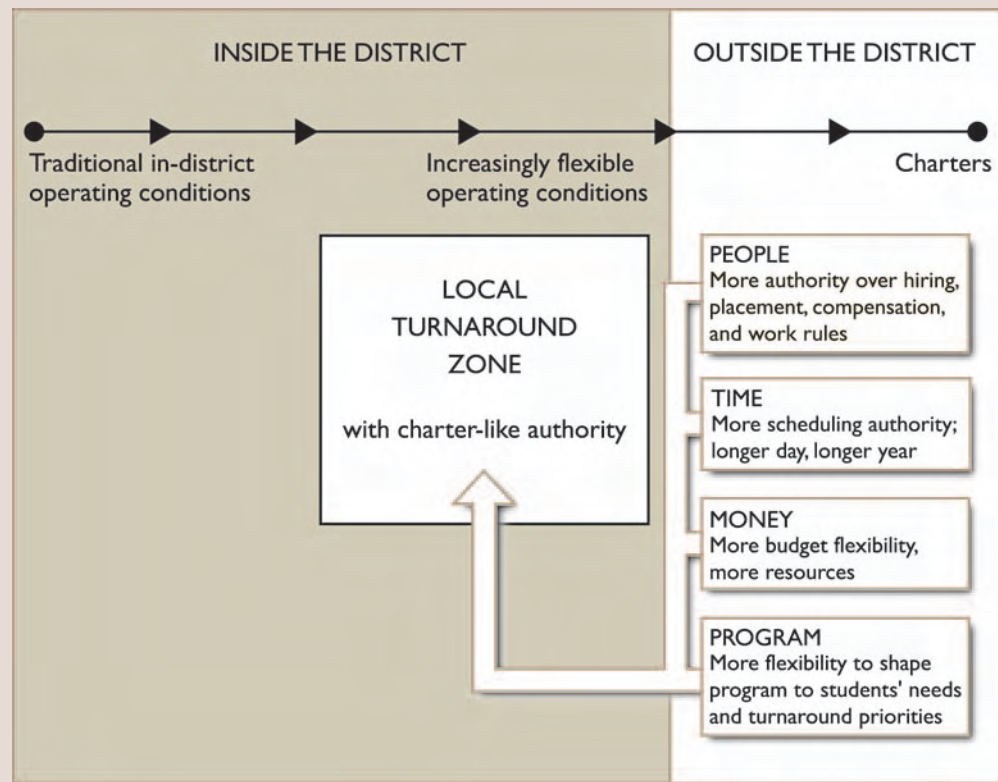 INSIDE THE DISTRICT
OUTSIDE THE DISTRICT
Traditional in-district
operating conditions
Increasingly flexible
operating conditions
Charters
LOCAL
TURNAROUND
ZONE
with charter-like authority
PEOPLE
More authority over hiring,
placement, compensation,
and work rules
TIME
More scheduling authority;
longer day, longer year
MONEY
More budget flexibility,
more resources
PROGRAM
More flexibility to shape
program to students' needs
and turnaround priorities